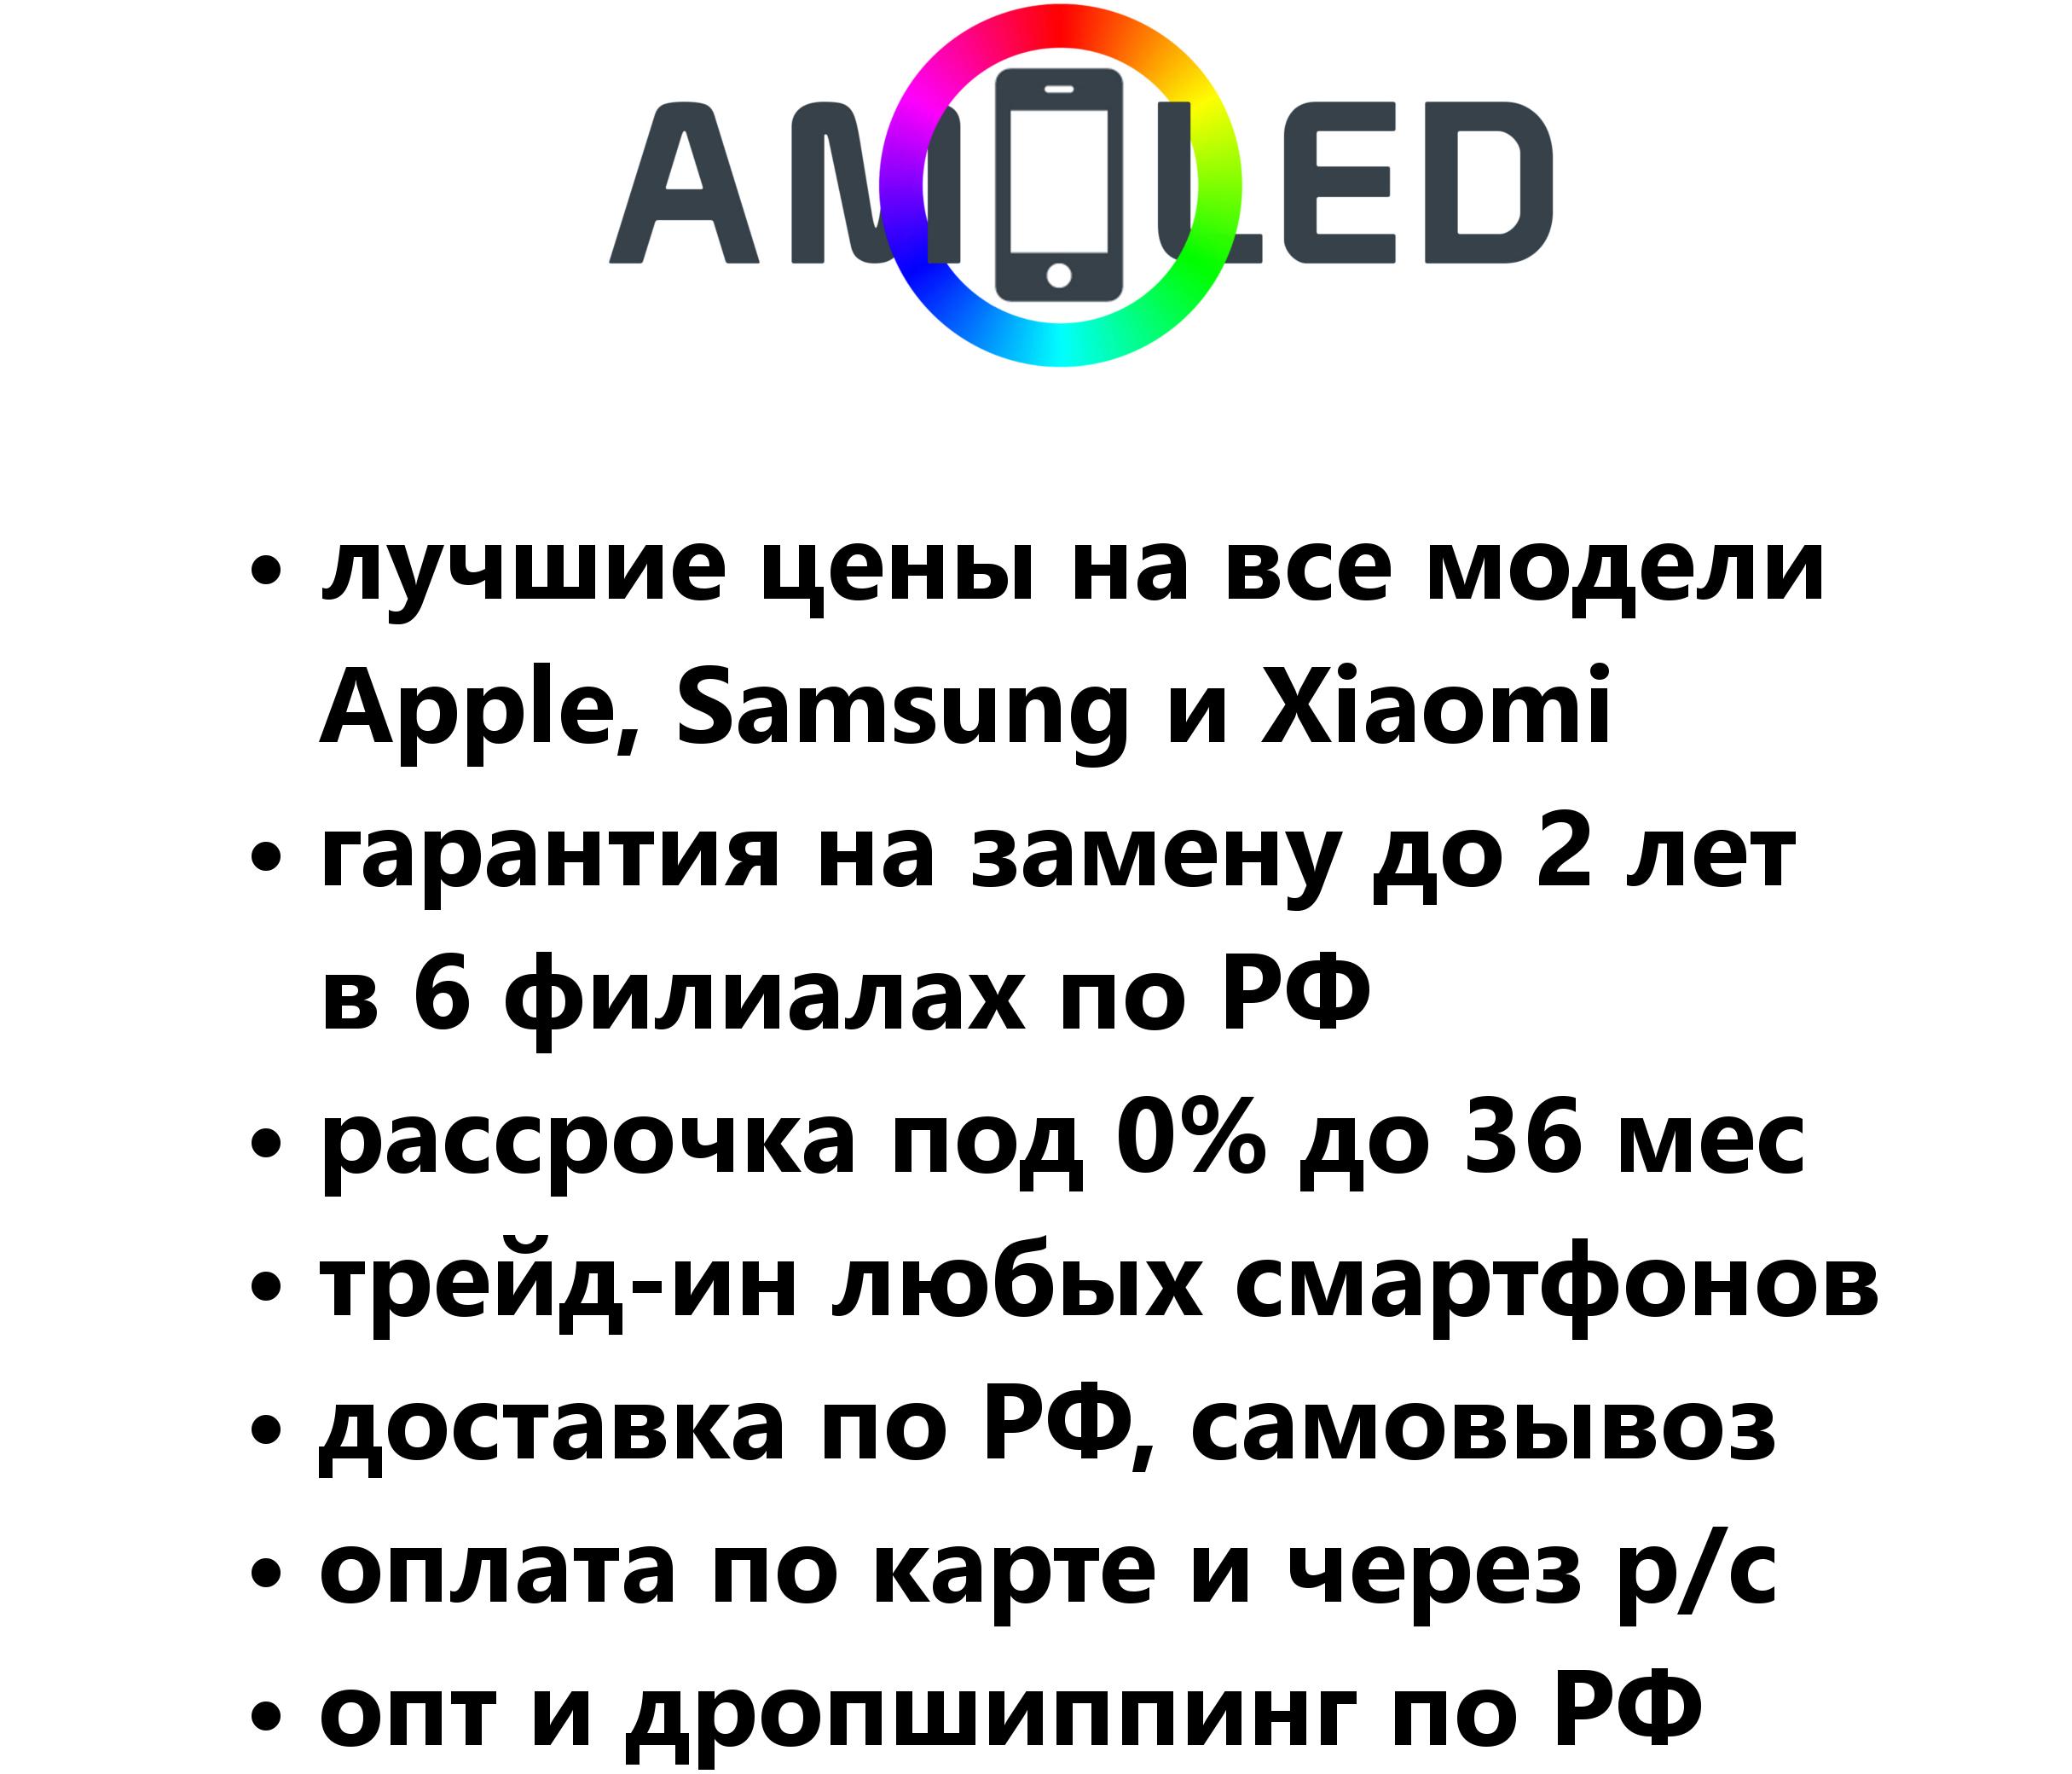 AMOLED
• лучшие цены на все модели
Apple, Samsung и Xiaomi
• гарантия на замену до 2 лет
в 6 филиалах по РФ
• рассрочка под 0% до 36 мес
• трейд-ин любых смартфонов
• доставка по РФ, самовывоз
• оплата по карте и через р/с
• опт и дропшиппинг по РФ